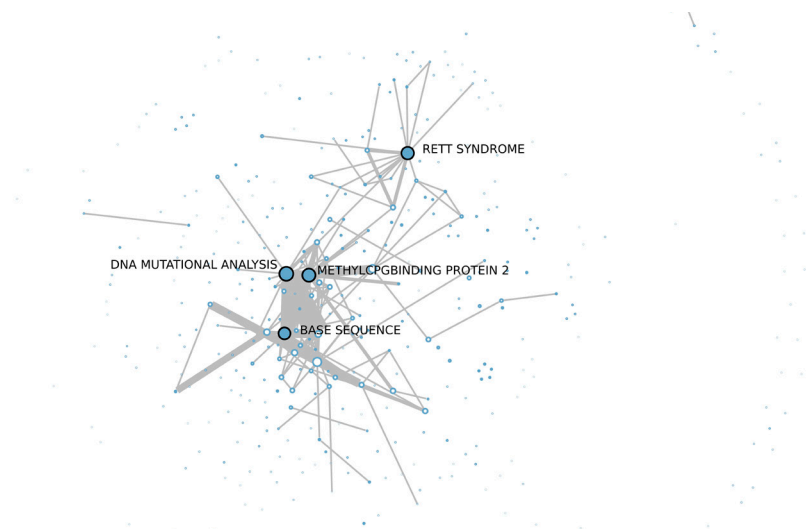 RETT SYNDROME
DNA MUTATIONAL ANALYSIS
METHYLCPGBINDING PROTEIN 2
BASE SEQUENCE